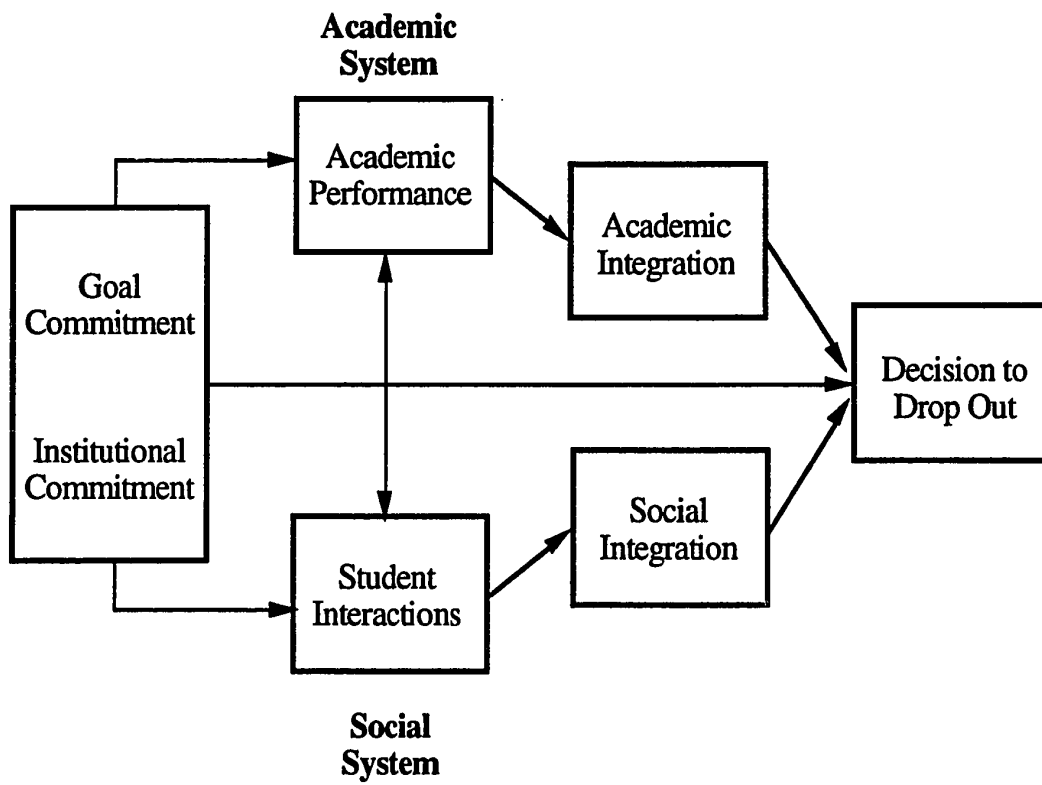 Academic
System
Academic
Performance
Academic
Integration
Goal
Commitment
Institutional
Commitment
Decision to
Drop Out
Student
Interactions
Social
Integration
Social
System